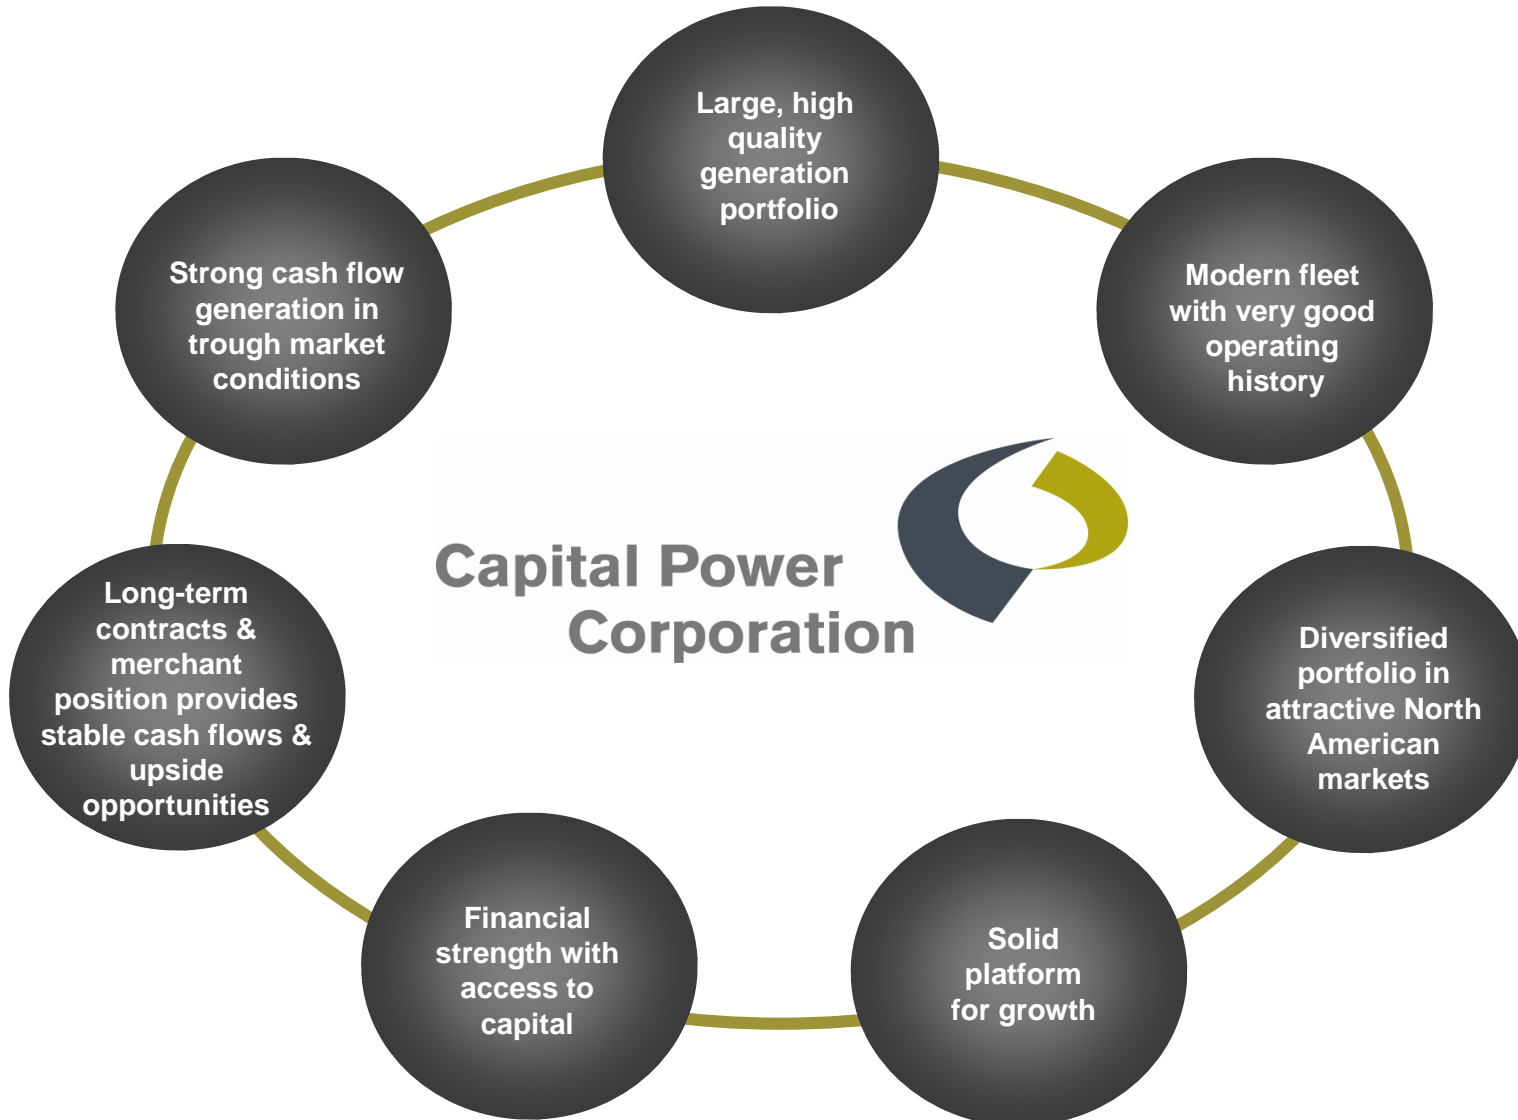 Large, high
quality
generation
portfolio
Modern fleet
with very good
operating
history
Diversified
portfolio in
attractive North
American
markets
Solid
platform
for growth
Financial
strength with
access to
capital
Long-term
contracts &
merchant
position provides
stable cash flows &
upside
opportunities
Strong cash flow
generation in
trough market
conditions
Capital Power
Corporation